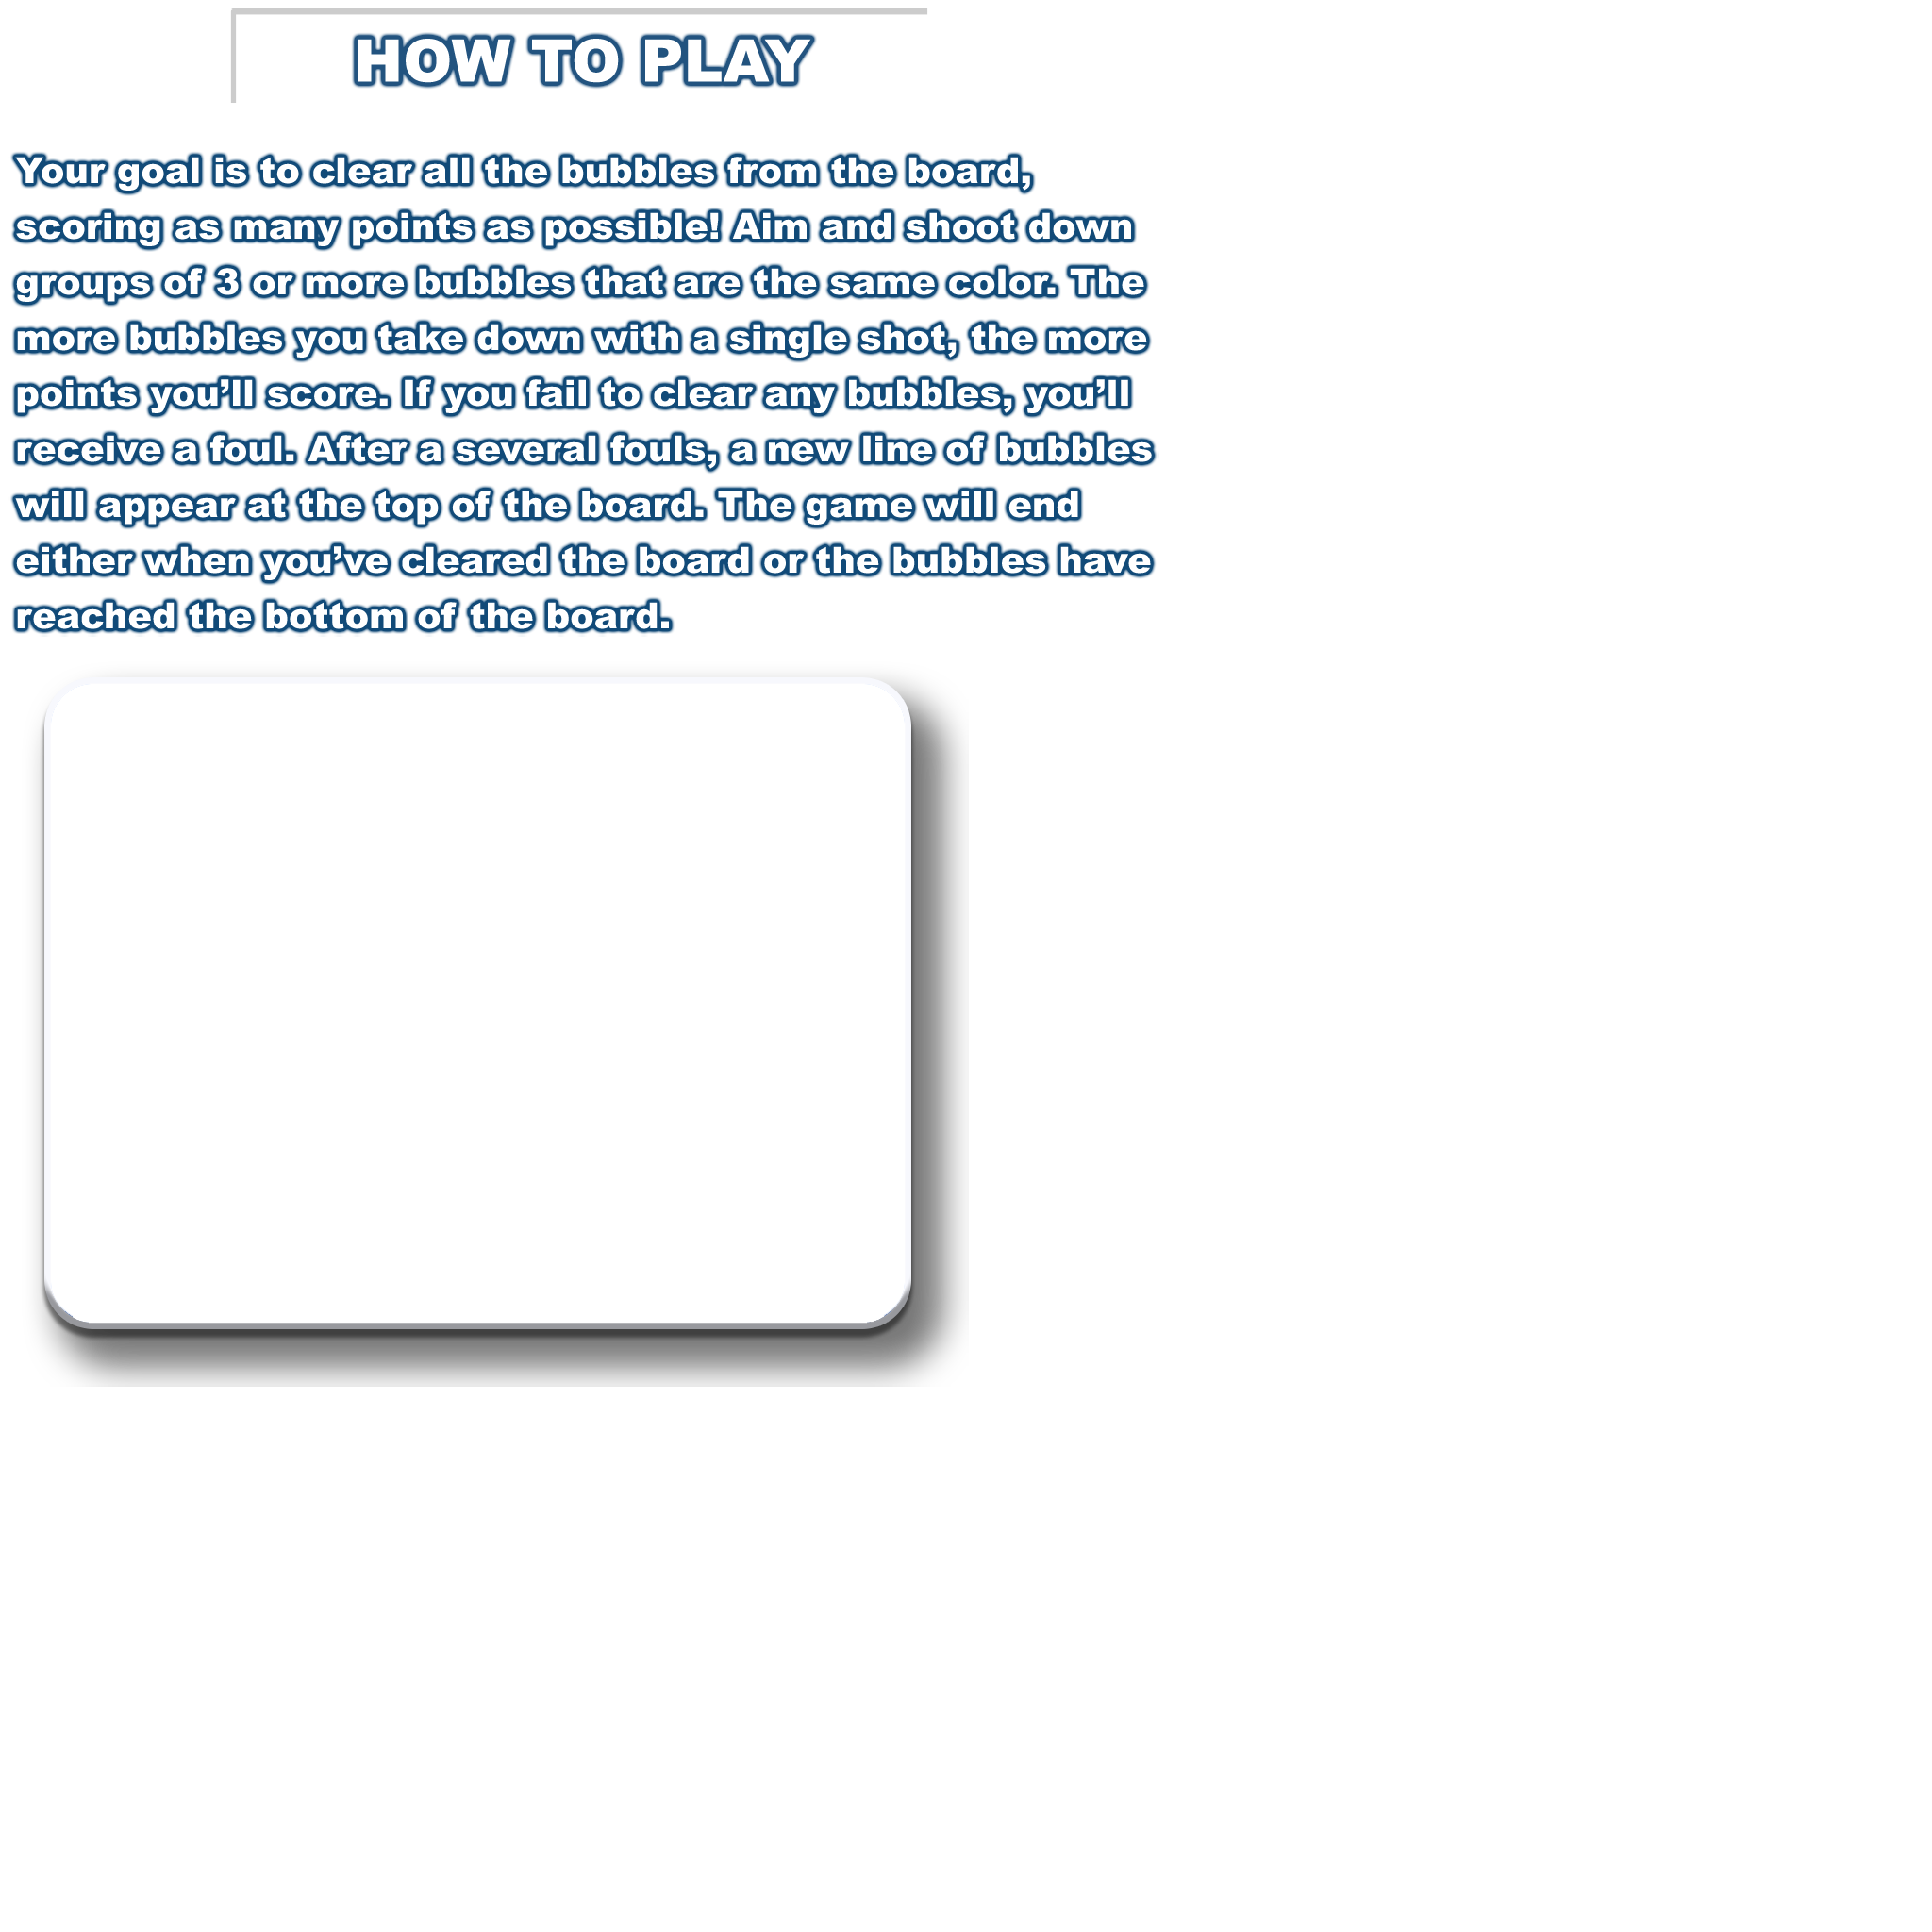 HOW TO PLAY
Your goal is to clear all the bubbles from the board,
scoring as many points as possible! Aim and shoot down
groups of 3 or more bubbles that are the same color. The
more bubbles you take down with a single shot, the more
points you’ll score. If you fail to clear any bubbles, you’ll
receive a foul. After a several fouls, a new line of bubbles
will appear at the top of the board. The game will end
either when you’ve cleared the board or the bubbles have
reached the bottom of the board.